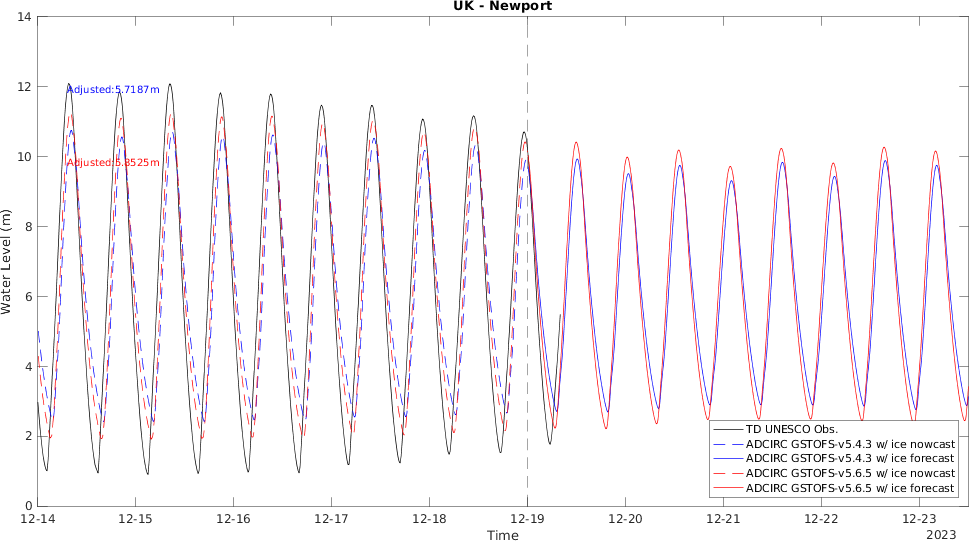 UK - Newport
14
12
10
8
6
4
2
0
Water Level (m)
Adjusted:5.7187m
Adjusted:5.3525m
TD UNESCO Obs.
ADCIRC GSTOFS-v5.4.3 w/ ice nowcast
ADCIRC GSTOFS-v5.4.3 w/ ice forecast
ADCIRC GSTOFS-v5.6.5 w/ ice nowcast
ADCIRC GSTOFS-v5.6.5 w/ ice forecast
12-14 12-15 12-16 12-17 12-18 12-19 12-20 12-21 12-22 12-23
Time
2023